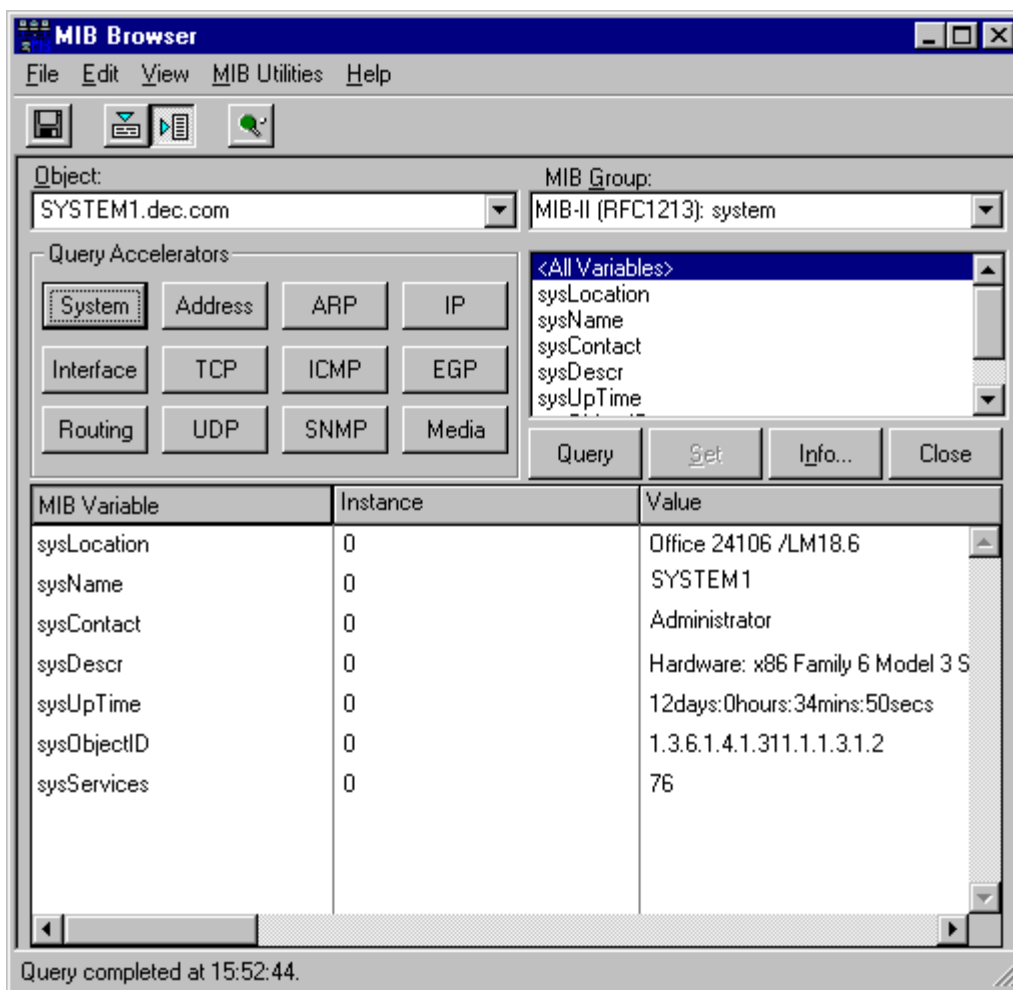 MIB Browser
File Edit View MIB Utilities Help
Object: MIB Group:
SYSTEM1.dec.com MIB-II (RFC1213): system
Query Accelerators
<All Variables>
sysLocation
sysName
sysContact
sysDescr
sysUpTime
System Address ARP IP
Interface TCP ICMP EGP
Routing UDP SNMP Media
Query Set Info... Close
MIB Variable Instance Value
sysLocation 0 Office 24106 /LM18.6
sysName 0 SYSTEM1
sysContact 0 Administrator
sysDescr 0 Hardware: x86 Family 6 Model 3 S
sysUpTime 0 12days:0hours:34mins:50secs
sysObjectID 0 1.3.6.1.4.1.311.1.1.3.1.2
sysServices 0 76
Query completed at 15:52:44.